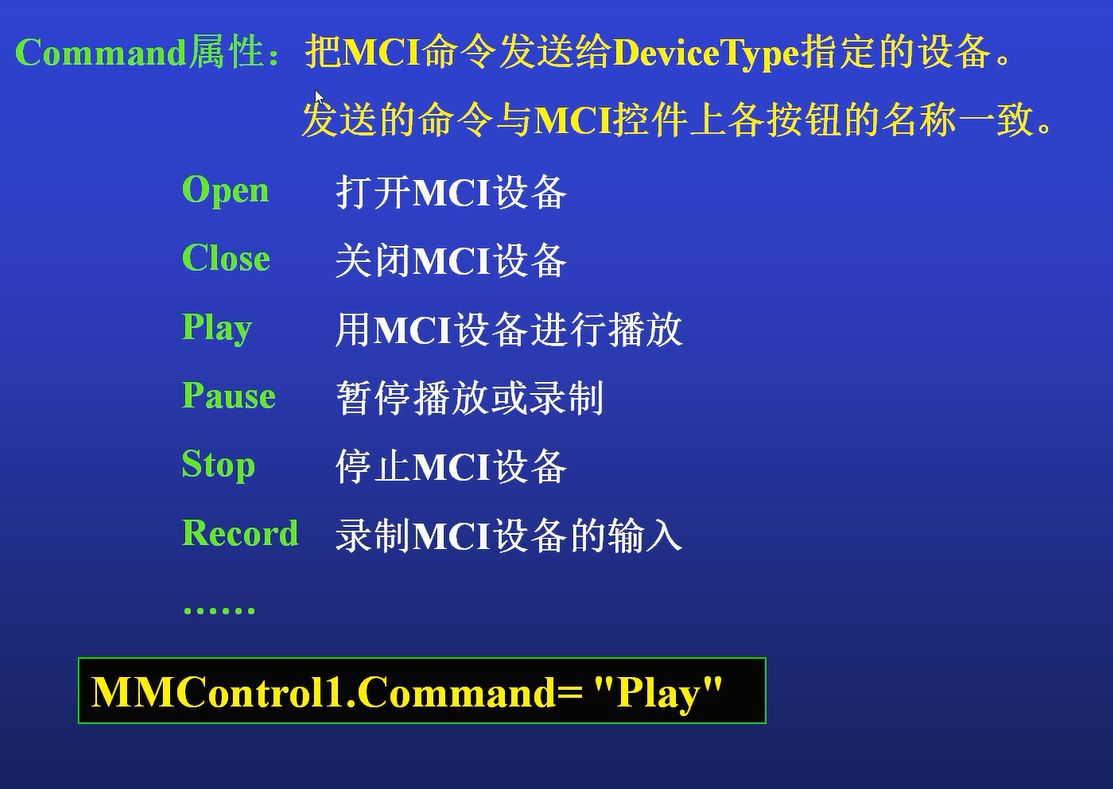 Command属性：把MCI命令发送给DeviceType指定的设备。
发送的命令与MCI控件上各按钮的名称一致。
Open 打开MCI设备
Close 关闭MCI设备
Play 用MCI设备进行播放
Pause 暂停播放或录制
Stop 停止MCI设备
Record 录制MCI设备的输入
……
MMControl1.Command= "Play"